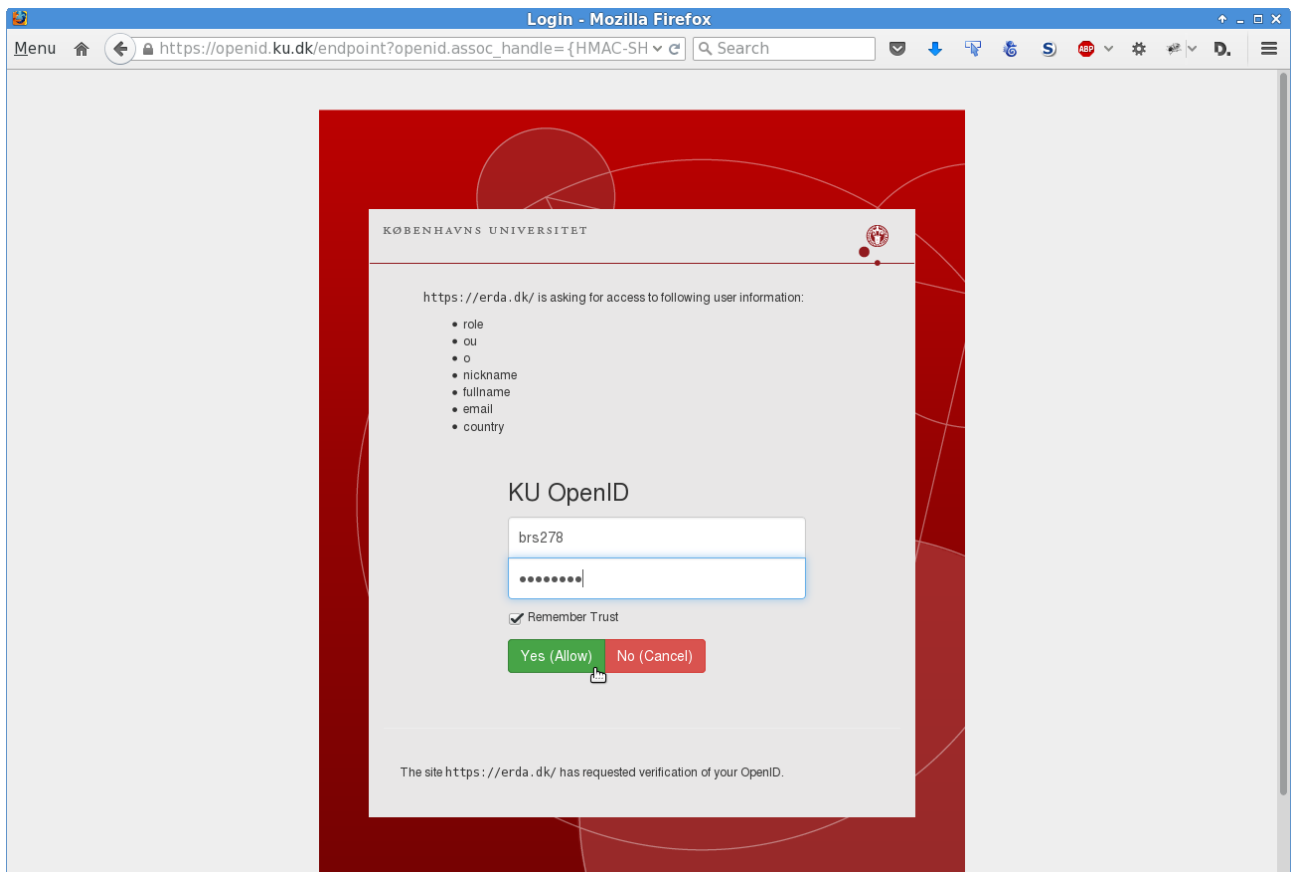 Login - Mozilla Firefox
Menu https://openid.ku.dk/endpoint?openid.assoc_handle={HMAC-SH Search S) ABP D.
KØBENHAVNS UNIVERSITET
https://erda.dk/ is asking for access to following user information:
• role
• ou
• o
• nickname
• fullname
• email
• country
KU OpenID
brs278
••••••••
Remember Trust
Yes (Allow) No (Cancel)
The site https://erda.dk/ has requested verification of your OpenID.